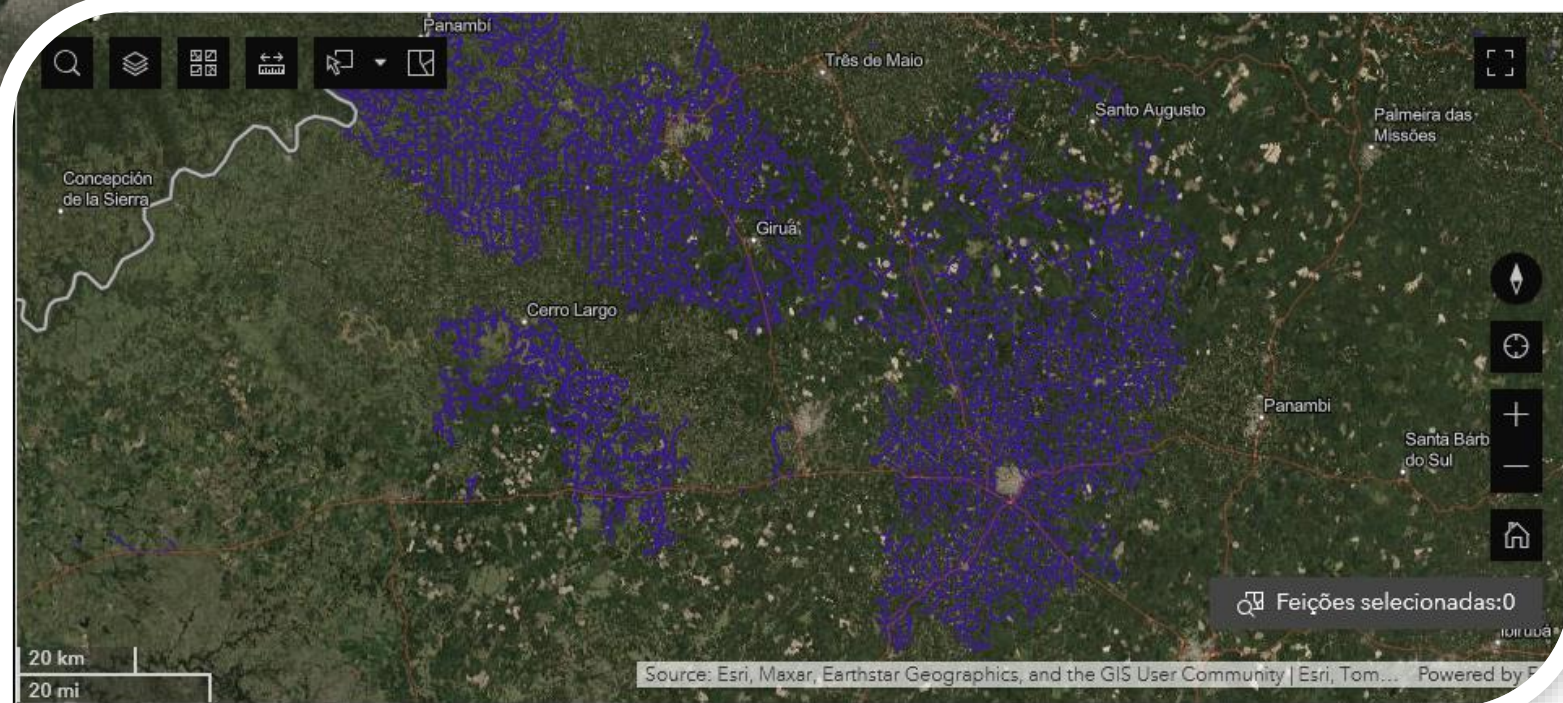 Panambí
Três de Maio
Santo Augusto
Palmeira das
Missões
Concepción
de la Sierra
Giruá
Cerro Largo
Panambi
Santa Bárb
do Sul
Feições selecionadas:0
Ibirubá
20 km
20 mi
Source: Esri, Maxar, Earthstar Geographics, and the GIS User Community | Esri, Tom... Powered by